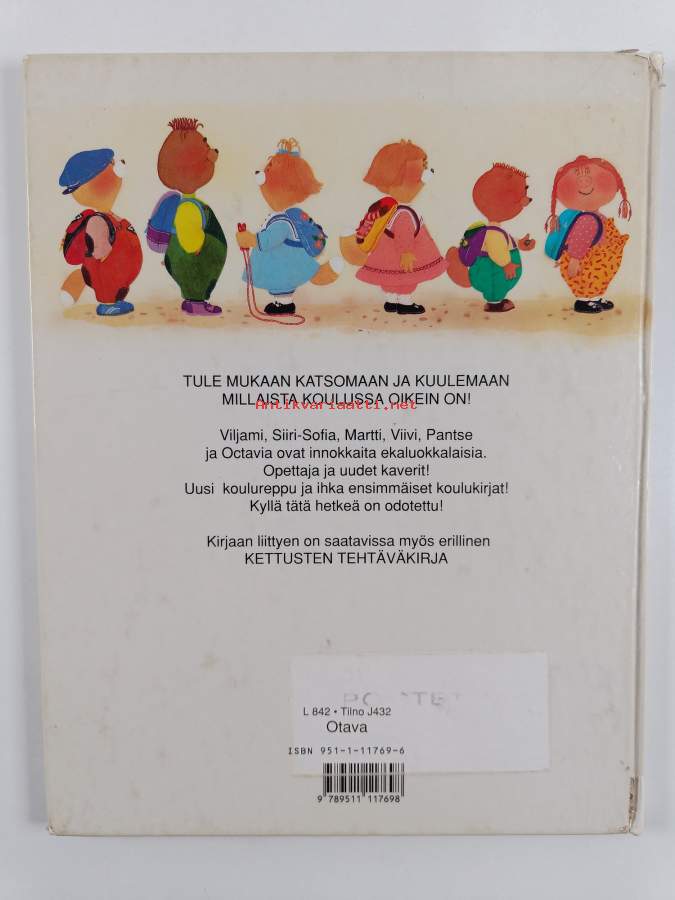 TULE MUKAAN KATSOMAAN JA KUULEMAAN
MILLAISTA KOULUSSA OIKEIN ON!
Antikvariaatti.net
Viljami, Siiri-Sofia, Martti, Viivi, Pantse
ja Octavia ovat innokkaita ekaluokkalaisia.
Opettaja ja uudet kaverit!
Uusi koulureppu ja ihka ensimmäiset koulukirjat!
Kyllä tätä hetkeä on odotettu!
Kirjaan liittyen on saatavissa myös erillinen
KETTUSTEN TEHTÄVÄKIRJA
L 842 • Tilno J432
Otava
ISBN 951-1-11769-6
9 789511 117698